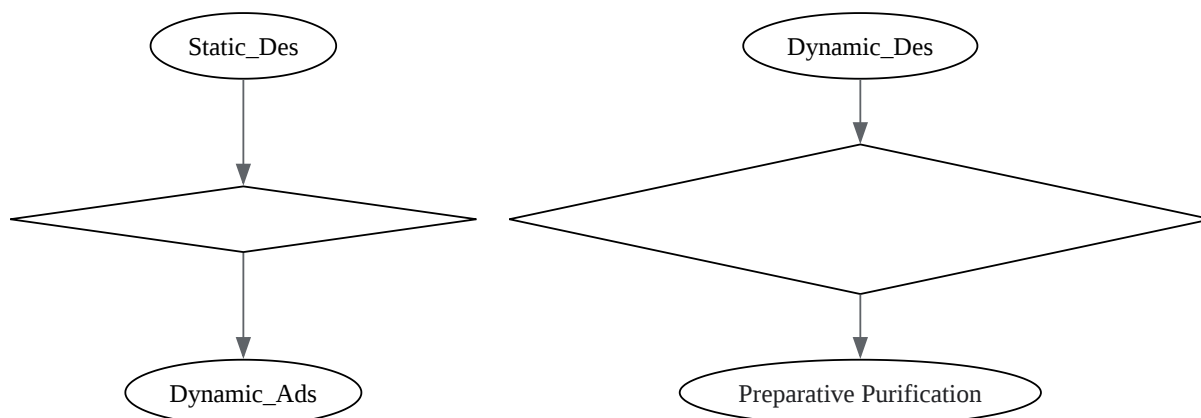 Static_Des
Dynamic_Des
Dynamic_Ads
Preparative Purification